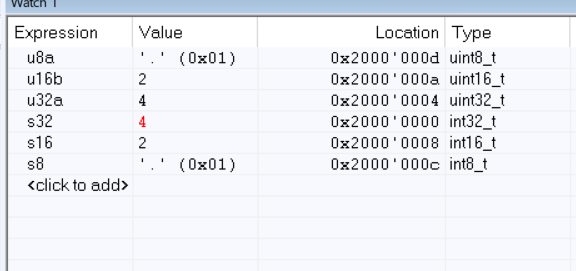 Watch 1
Expression Value Location Type
u8a '.' (0x01) 0x2000'000d uint8_t
u16b 2 0x2000'000a uint16_t
u32a 4 0x2000'0004 uint32_t
s32 4 0x2000'0000 int32_t
s16 2 0x2000'0008 int16_t
s8 '.' (0x01) 0x2000'000c int8_t
<click to add>